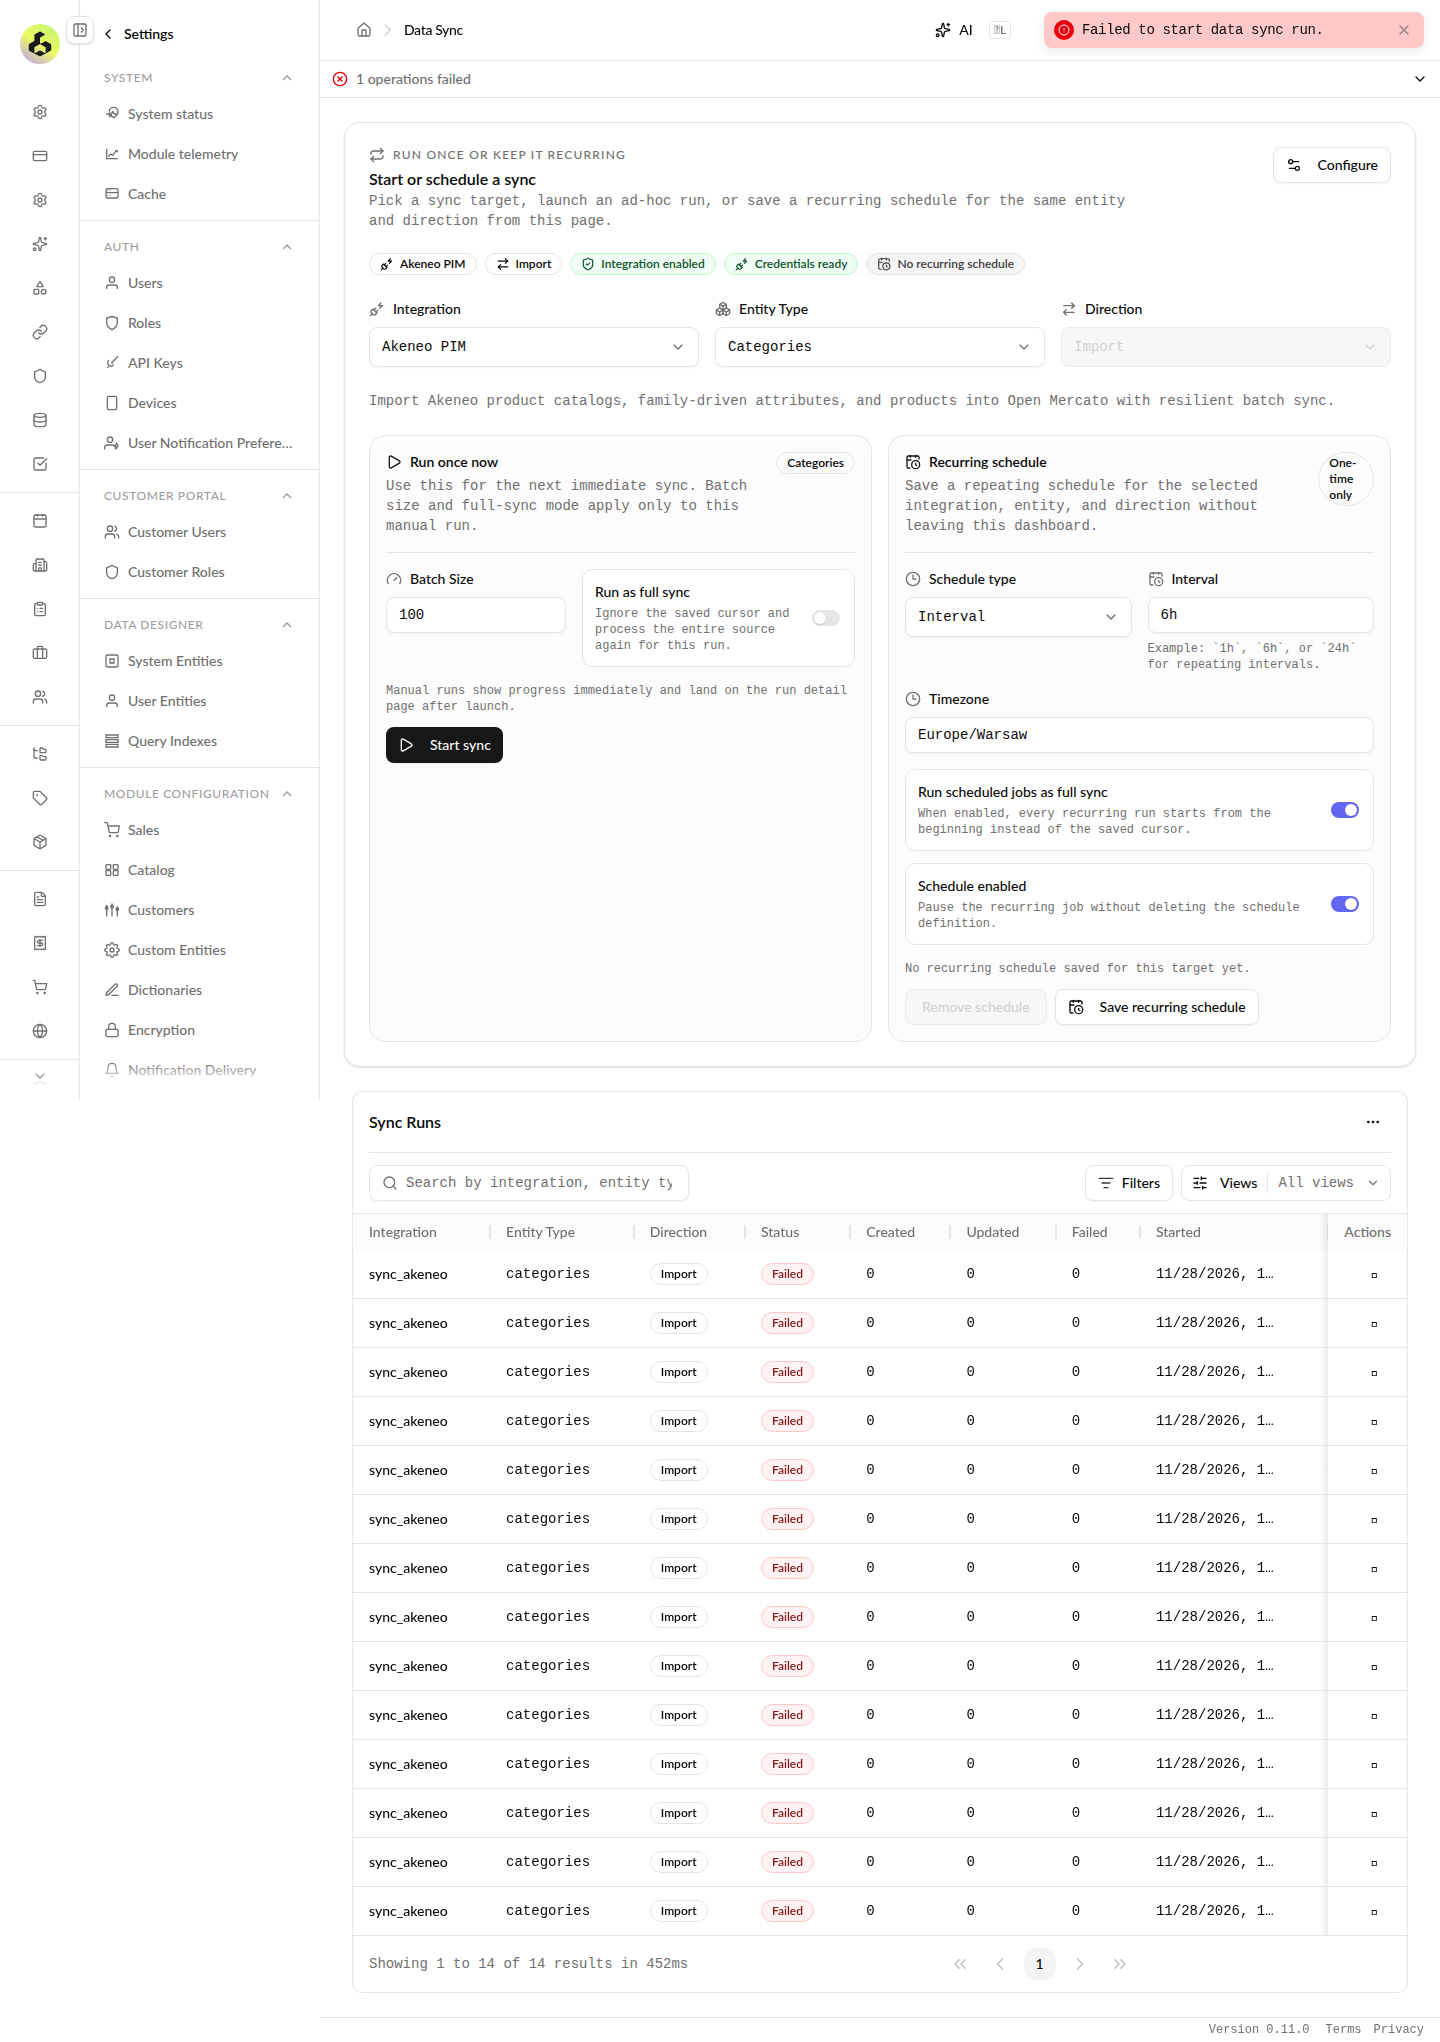 Settings
SYSTEM
System status
Module telemetry
Cache
AUTH
Users
Roles
API Keys
Devices
User Notification Prefere...
CUSTOMER PORTAL
Customer Users
Customer Roles
DATA DESIGNER
System Entities
User Entities
Query Indexes
MODULE CONFIGURATION
Sales
Catalog
Customers
Custom Entities
Dictionaries
Encryption
Notification Delivery
Data Sync
AI
L
Failed to start data sync run.
1 operations failed
RUN ONCE OR KEEP IT RECURRING
Start or schedule a sync
Pick a sync target, launch an ad-hoc run, or save a recurring schedule for the same entity
and direction from this page.
Configure
Akeneo PIM Import Integration enabled Credentials ready No recurring schedule
Integration Entity Type Direction
Akeneo PIM Categories Import
Import Akeneo product catalogs, family-driven attributes, and products into Open Mercato with resilient batch sync.
Run once now
Categories
Use this for the next immediate sync. Batch
size and full-sync mode apply only to this
manual run.
Batch Size
100
Run as full sync
Ignore the saved cursor and
process the entire source
again for this run.
Manual runs show progress immediately and land on the run detail
page after launch.
Start sync
Recurring schedule
One-
time
only
Save a repeating schedule for the selected
integration, entity, and direction without
leaving this dashboard.
Schedule type Interval
Interval 6h
Example: `1h`, `6h`, or `24h`
for repeating intervals.
Timezone
Europe/Warsaw
Run scheduled jobs as full sync
When enabled, every recurring run starts from the
beginning instead of the saved cursor.
Schedule enabled
Pause the recurring job without deleting the schedule
definition.
No recurring schedule saved for this target yet.
Remove schedule Save recurring schedule
Sync Runs
Search by integration, entity ty
Filters Views All views
Integration Entity Type Direction Status Created Updated Failed Started Actions
sync_akeneo categories Import Failed 0 0 0 11/28/2026, 1…
sync_akeneo categories Import Failed 0 0 0 11/28/2026, 1…
sync_akeneo categories Import Failed 0 0 0 11/28/2026, 1…
sync_akeneo categories Import Failed 0 0 0 11/28/2026, 1…
sync_akeneo categories Import Failed 0 0 0 11/28/2026, 1…
sync_akeneo categories Import Failed 0 0 0 11/28/2026, 1…
sync_akeneo categories Import Failed 0 0 0 11/28/2026, 1…
sync_akeneo categories Import Failed 0 0 0 11/28/2026, 1…
sync_akeneo categories Import Failed 0 0 0 11/28/2026, 1…
sync_akeneo categories Import Failed 0 0 0 11/28/2026, 1…
sync_akeneo categories Import Failed 0 0 0 11/28/2026, 1…
sync_akeneo categories Import Failed 0 0 0 11/28/2026, 1…
sync_akeneo categories Import Failed 0 0 0 11/28/2026, 1…
sync_akeneo categories Import Failed 0 0 0 11/28/2026, 1…
Showing 1 to 14 of 14 results in 452ms
1
Version 0.11.0 Terms Privacy